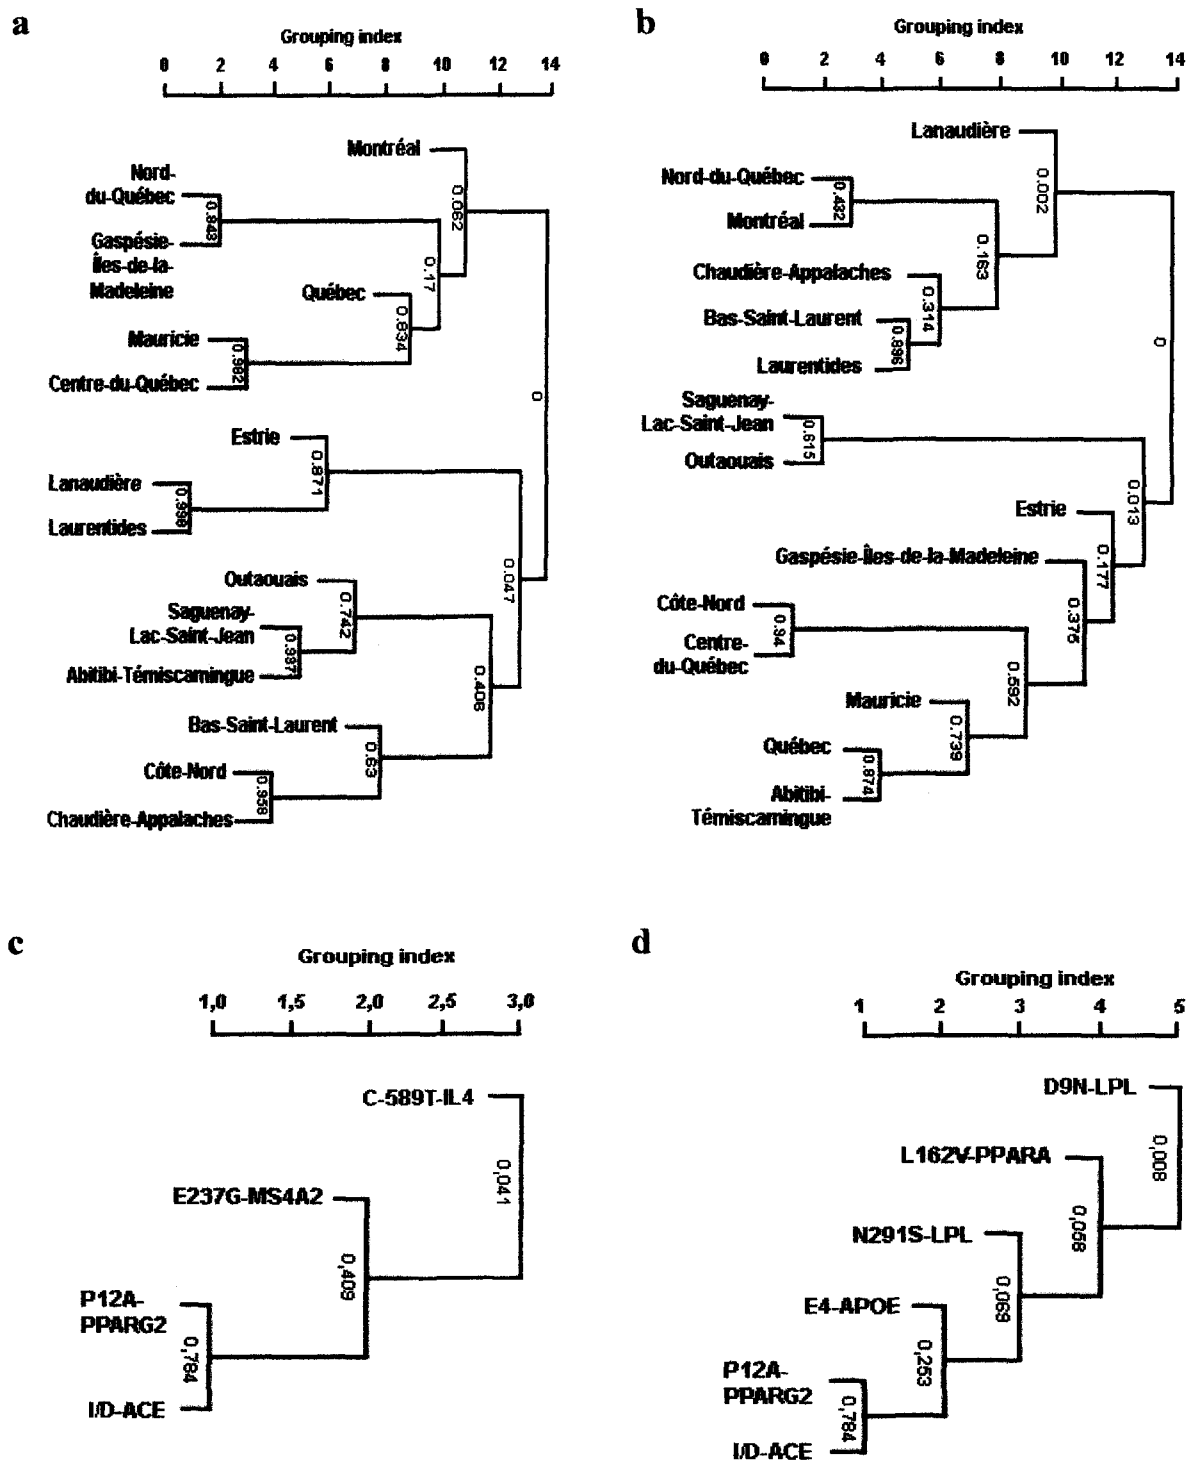 a
Grouping index
0 2 4 6 8 10 12 14
Montréal
0.062
Nord-
du-Québec
0.843
Gaspésie-
Îles-de-la-
Madeleine
0.17
Québec
0.834
Mauricie
0.982
Centre-du-Québec
0
Estrie
0.871
Lanaudière
0.998
Laurentides
0.047
Outaouais
0.742
Saguenay-
Lac-Saint-Jean
0.937
Abitibi-Témiscamingue
0.406
Bas-Saint-Laurent
0.63
Côte-Nord
0.958
Chaudière-Appalaches
b
Grouping index
0 2 4 6 8 10 12 14
Lanaudière
0.002
Nord-du-Québec
0.432
Montréal
0.163
Chaudière-Appalaches
0.314
Bas-Saint-Laurent
0.896
Laurentides
0
Saguenay-
Lac-Saint-Jean
0.615
Outaouais
0.013
Estrie
0.177
Gaspésie-Îles-de-la-Madeleine
0.376
Côte-Nord
0.94
Centre-
du-Québec
0.592
Mauricie
0.739
Québec
0.874
Abitibi-
Témiscamingue
c
Grouping index
1,0 1,5 2,0 2,5 3,0
C-589T-IL4
0,041
E237G-MS4A2
0,409
P12A-
PPARG2
0,784
I/D-ACE
d
Grouping index
1 2 3 4 5
D9N-LPL
0,008
L162V-PPARA
0,058
N291S-LPL
0,069
E4-APOE
0,253
P12A-
PPARG2
0,784
I/D-ACE